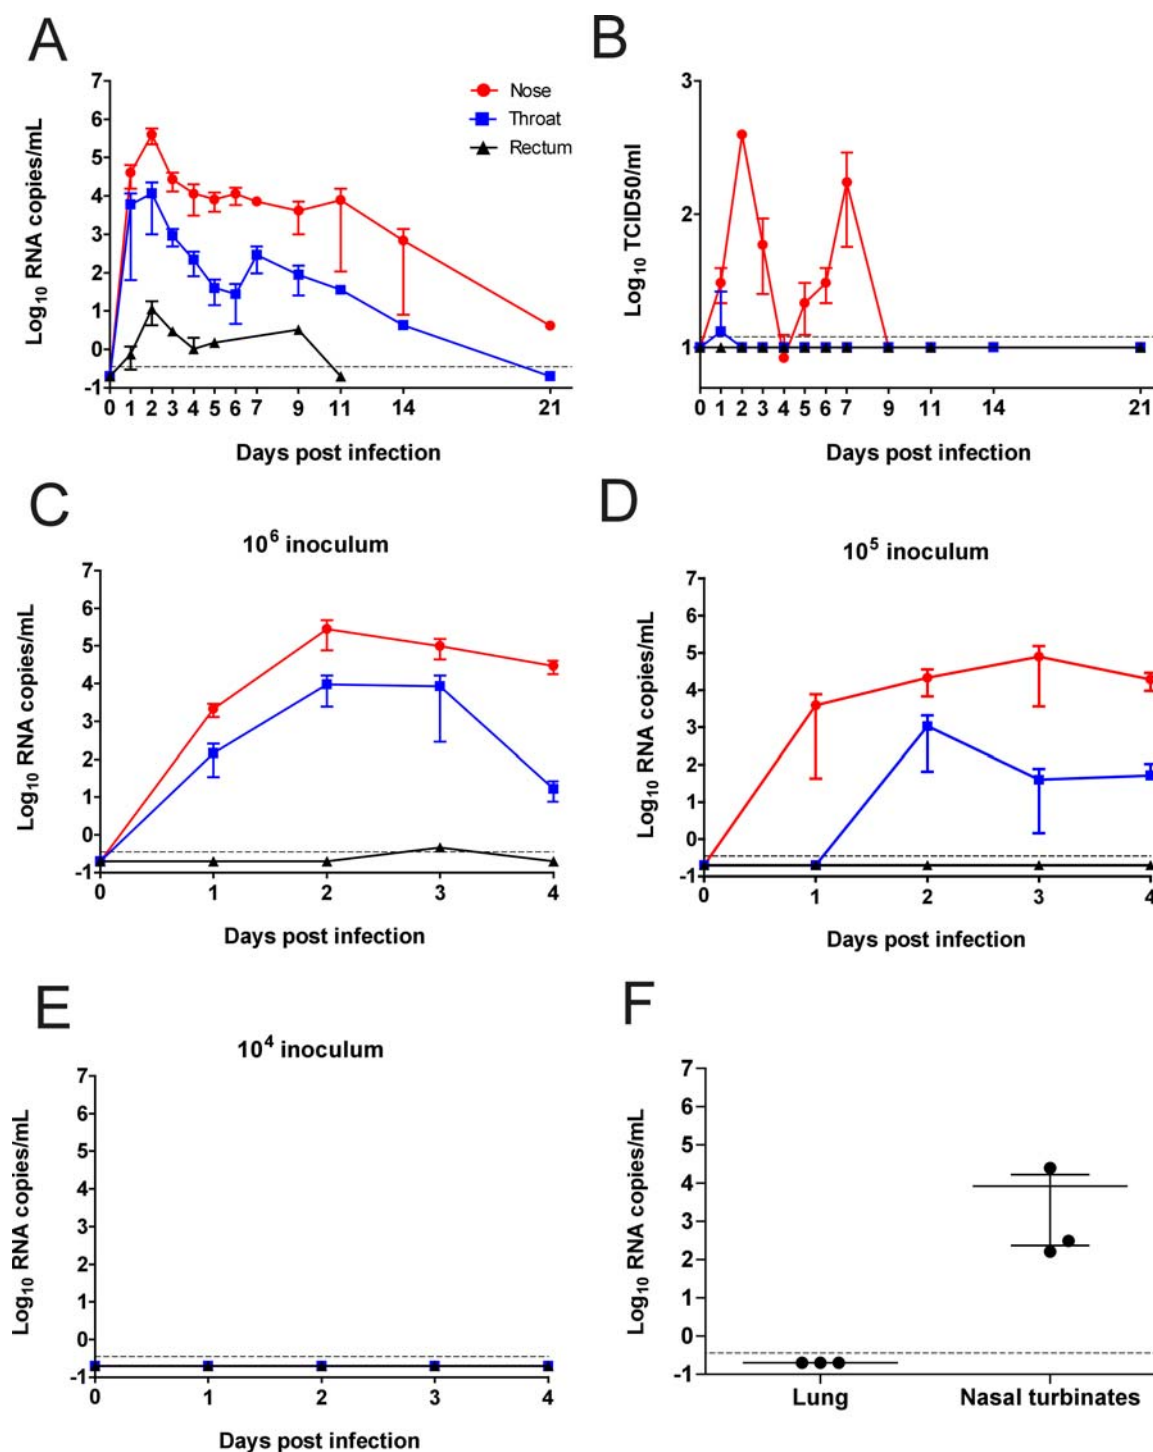 A
7
6
5
4
3
2
1
0
-1
Log10 RNA copies/mL
0 1 2 3 4 5 6 7 9 11 14 21
Days post infection
Nose
Throat
Rectum
B
3
2
1
Log10 TCID50/ml
0 1 2 3 4 5 6 7 9 11 14 21
Days post infection
C
10^6 inoculum
7
6
5
4
3
2
1
0
-1
Log10 RNA copies/mL
0 1 2 3 4
Days post infection
D
10^5 inoculum
7
6
5
4
3
2
1
0
-1
Log10 RNA copies/mL
0 1 2 3 4
Days post infection
E
10^4 inoculum
7
6
5
4
3
2
1
0
-1
Log10 RNA copies/mL
0 1 2 3 4
Days post infection
F
7
6
5
4
3
2
1
0
-1
Log10 RNA copies/mL
Lung Nasal turbinates